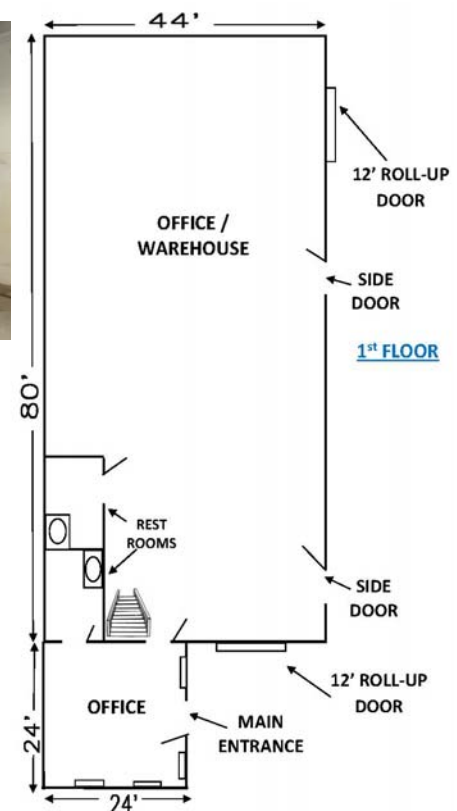 44'
12' ROLL-UP
DOOR
OFFICE /
WAREHOUSE
SIDE
DOOR
1st FLOOR
80'
REST
ROOMS
SIDE
DOOR
12' ROLL-UP
DOOR
OFFICE
MAIN
ENTRANCE
24'
24'